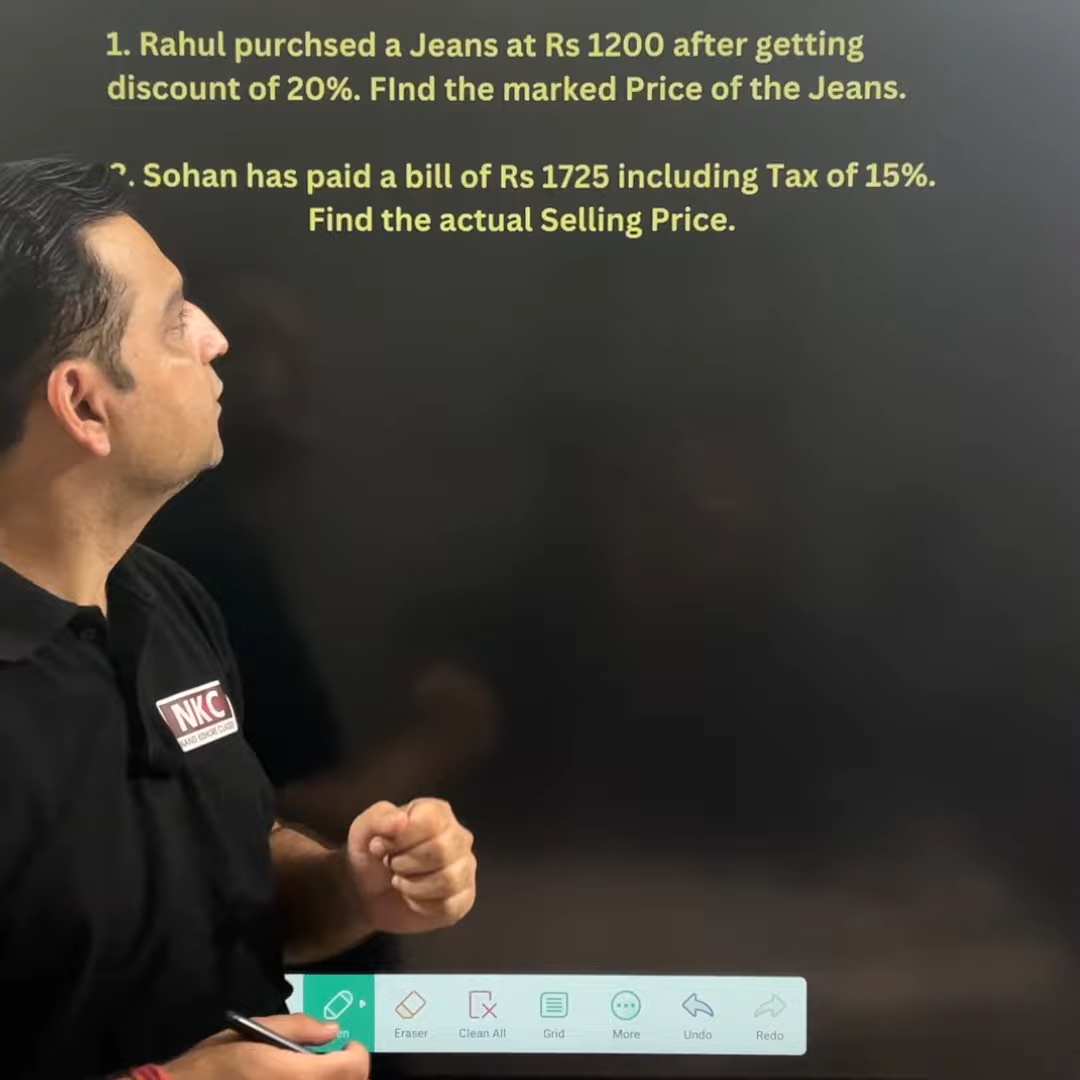 1. Rahul purchsed a Jeans at Rs 1200 after getting
discount of 20%. FInd the marked Price of the Jeans.
2. Sohan has paid a bill of Rs 1725 including Tax of 15%.
Find the actual Selling Price.
NKC
Eraser
Clean All
Grid
More
Undo
Redo